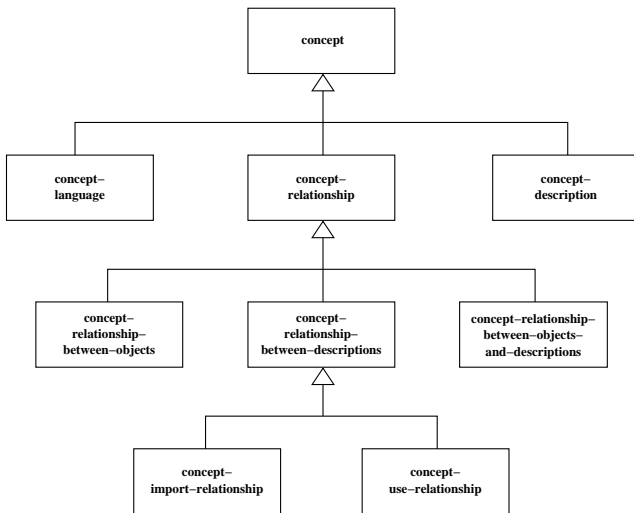 concept
concept–
language
concept–
relationship
concept–
description
concept–
relationship–
between–objects
concept–
relationship–
between–descriptions
concept–relationship–
between–objects–
and–descriptions
concept–
import–relationship
concept–
use–relationship